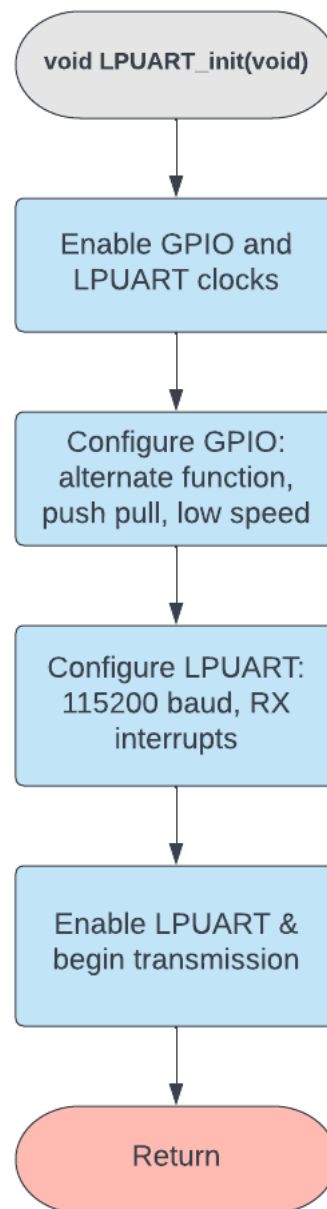 void LPUART_init(void)
Enable GPIO and
LPUART clocks
Configure GPIO:
alternate function,
push pull, low speed
Configure LPUART:
115200 baud, RX
interrupts
Enable LPUART &
begin transmission
Return